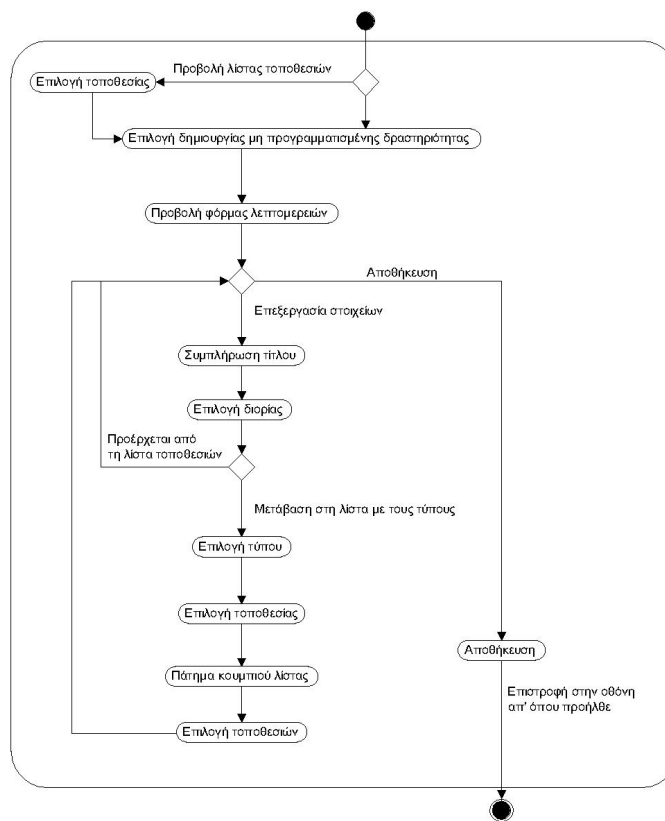 Προβολή λίστας τοποθεσιών
Επιλογή τοποθεσίας
Επιλογή δημιουργίας μη προγραμματισμένης δραστηριότητας
Προβολή φόρμας λεπτομερειών
Αποθήκευση
Επεξεργασία στοιχείων
Συμπλήρωση τίτλου
Επιλογή διορίας
Προέρχεται από
τη λίστα τοποθεσιών
Μετάβαση στη λίστα με τους τύπους
Επιλογή τύπου
Επιλογή τοποθεσίας
Αποθήκευση
Πάτημα κουμπιού λίστας
Επιστροφή στην οθόνη
απ' όπου προήλθε
Επιλογή τοποθεσιών